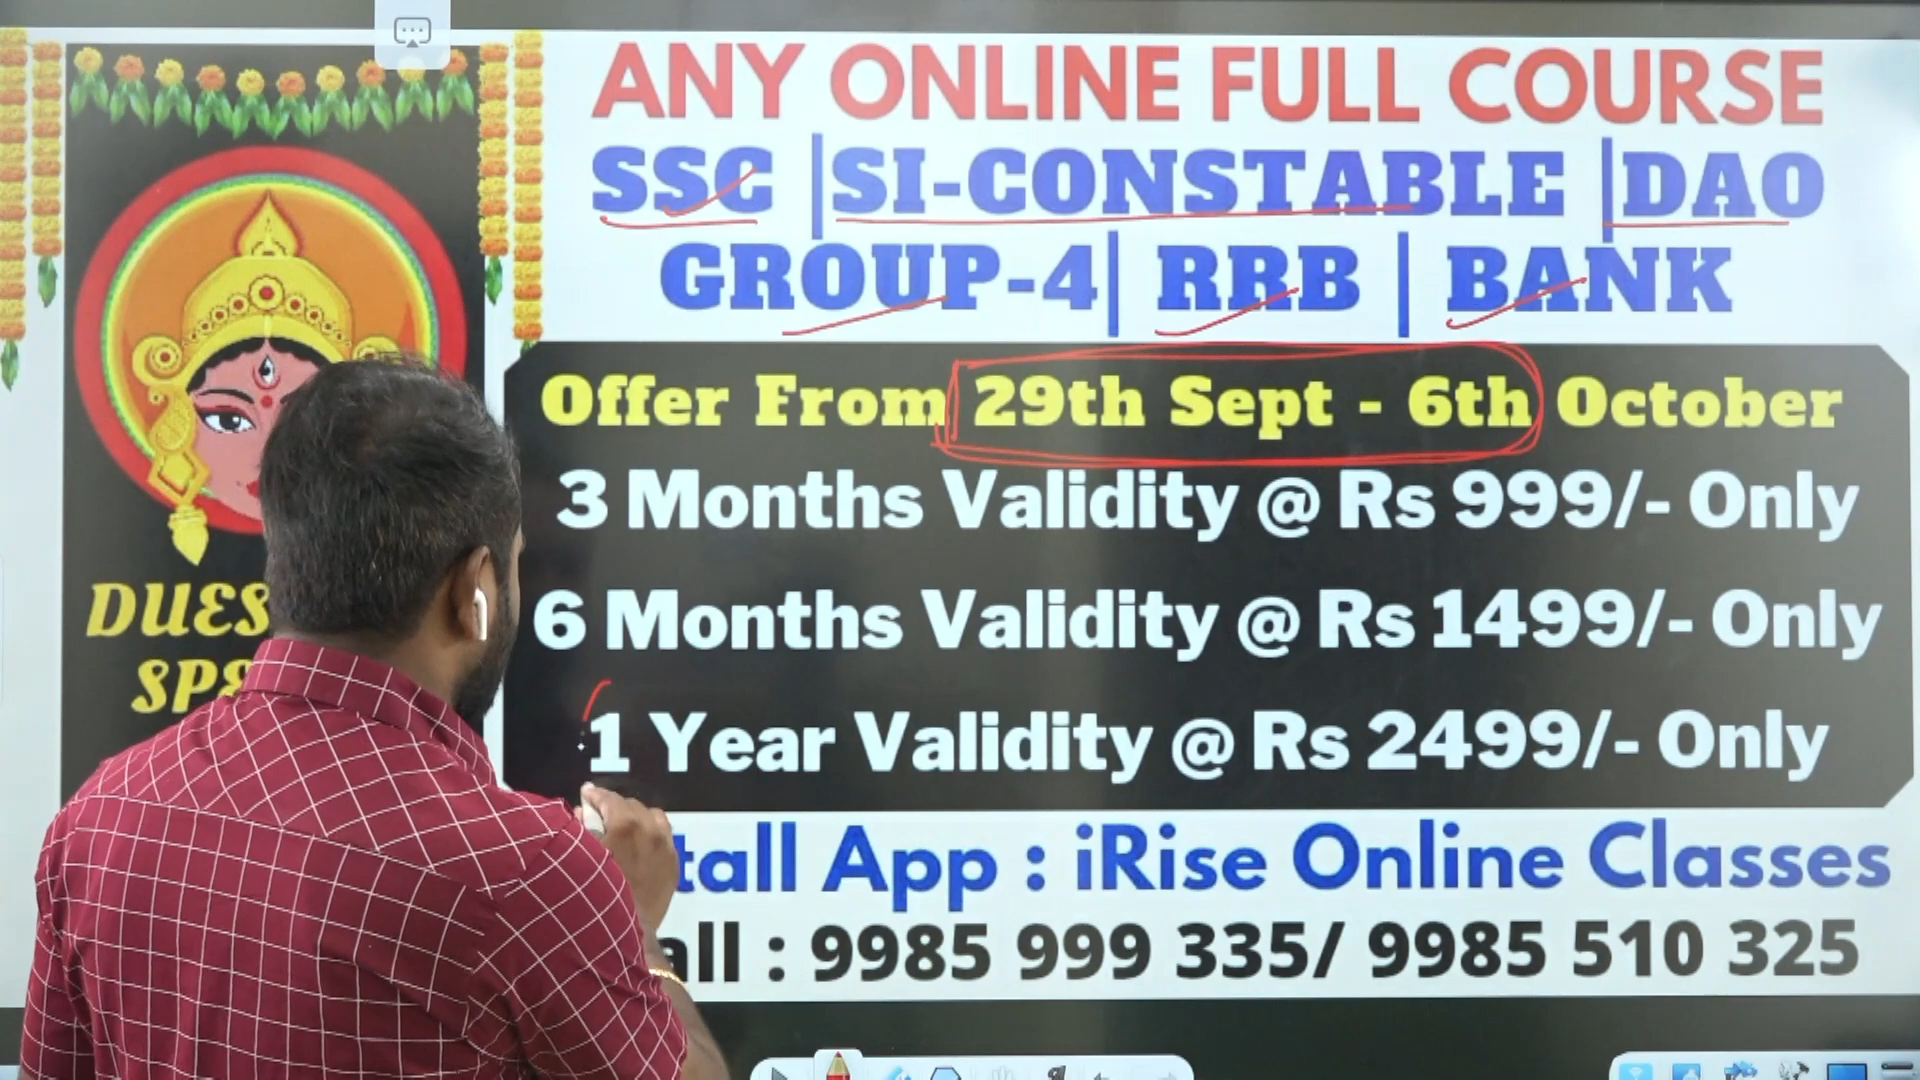 ANY ONLINE FULL COURSE
SSC | SI-CONSTABLE | DAO
GROUP-4 | RRB | BANK
Offer From 29th Sept - 6th October
3 Months Validity @ Rs 999/- Only
6 Months Validity @ Rs 1499/- Only
1 Year Validity @ Rs 2499/- Only
tall App : iRise Online Classes
all : 9985 999 335/ 9985 510 325
DUES
SPE